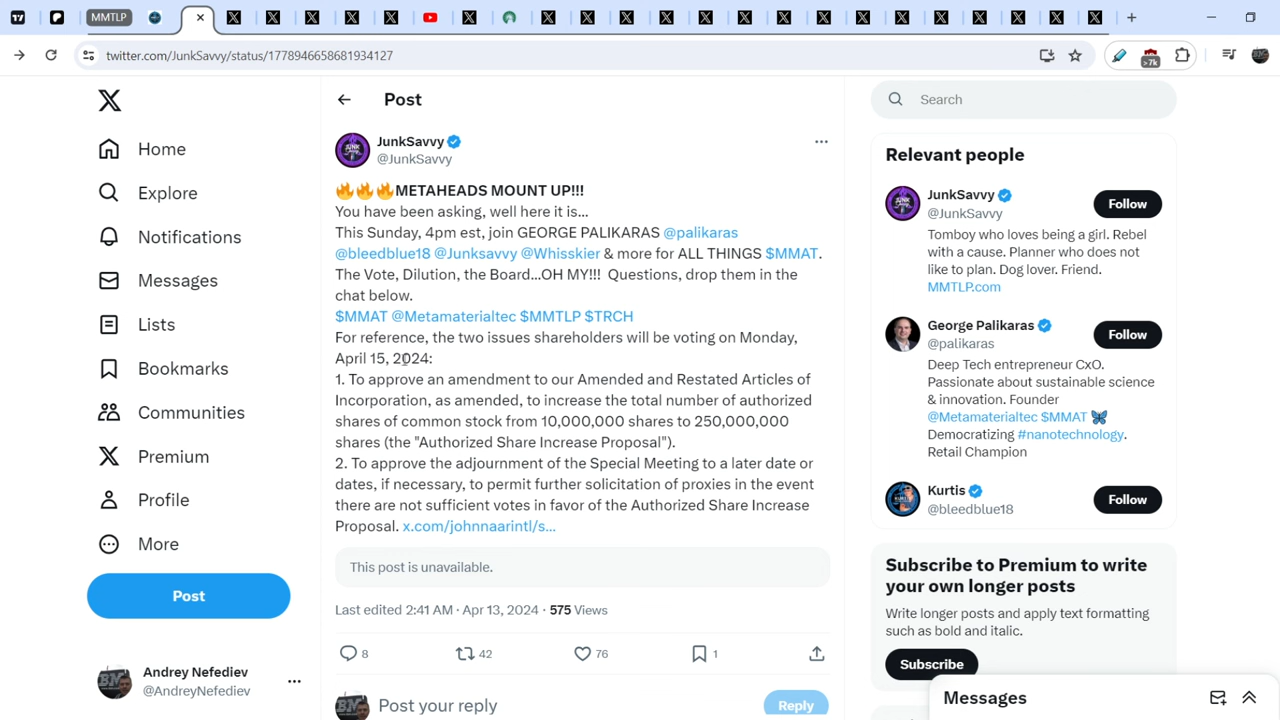 MMTLP
twitter.com/JunkSavvy/status/1778946658681934127
>7k
Home
Explore
Notifications
Messages
Lists
Bookmarks
Communities
Premium
Profile
More
Post
Andrey Nefediev
@AndreyNefediev
Post
JunkSavvy
@JunkSavvy
🔥🔥🔥METAHEADS MOUNT UP!!!
You have been asking, well here it is...
This Sunday, 4pm est, join GEORGE PALIKARAS @palikaras
@bleedblue18 @Junksavvy @Whisskier & more for ALL THINGS $MMAT.
The Vote, Dilution, the Board...OH MY!!!  Questions, drop them in the
chat below.
$MMAT @Metamaterialtec $MMTLP $TRCH
For reference, the two issues shareholders will be voting on Monday,
April 15, 2024:
1. To approve an amendment to our Amended and Restated Articles of
Incorporation, as amended, to increase the total number of authorized
shares of common stock from 10,000,000 shares to 250,000,000
shares (the "Authorized Share Increase Proposal").
2. To approve the adjournment of the Special Meeting to a later date or
dates, if necessary, to permit further solicitation of proxies in the event
there are not sufficient votes in favor of the Authorized Share Increase
Proposal. x.com/johnnaarintl/s...
This post is unavailable.
Last edited 2:41 AM · Apr 13, 2024 · 575 Views
8
42
76
1
Post your reply
Reply
Search
Relevant people
JunkSavvy
@JunkSavvy
Follow
Tomboy who loves being a girl. Rebel
with a cause. Planner who does not
like to plan. Dog lover. Friend.
MMTLP.com
George Palikaras
@palikaras
Follow
Deep Tech entrepreneur CxO.
Passionate about sustainable science
& innovation. Founder
@Metamaterialtec $MMAT 🦋
Democratizing #nanotechnology.
Retail Champion
Kurtis
@bleedblue18
Follow
Subscribe to Premium to write
your own longer posts
Write longer posts and apply text formatting
such as bold and italic.
Subscribe
Messages